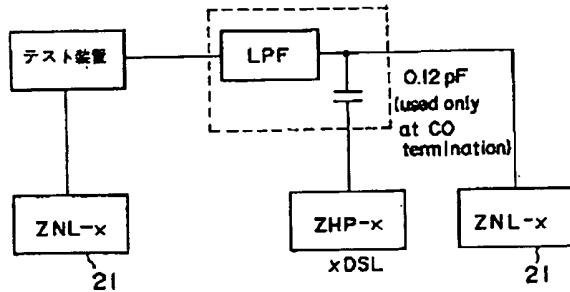 テスト装置
LPF
0.12 pF
(used only
at CO
termination)
ZNL-x
ZHP-x
ZNL-x
xDSL
21
21